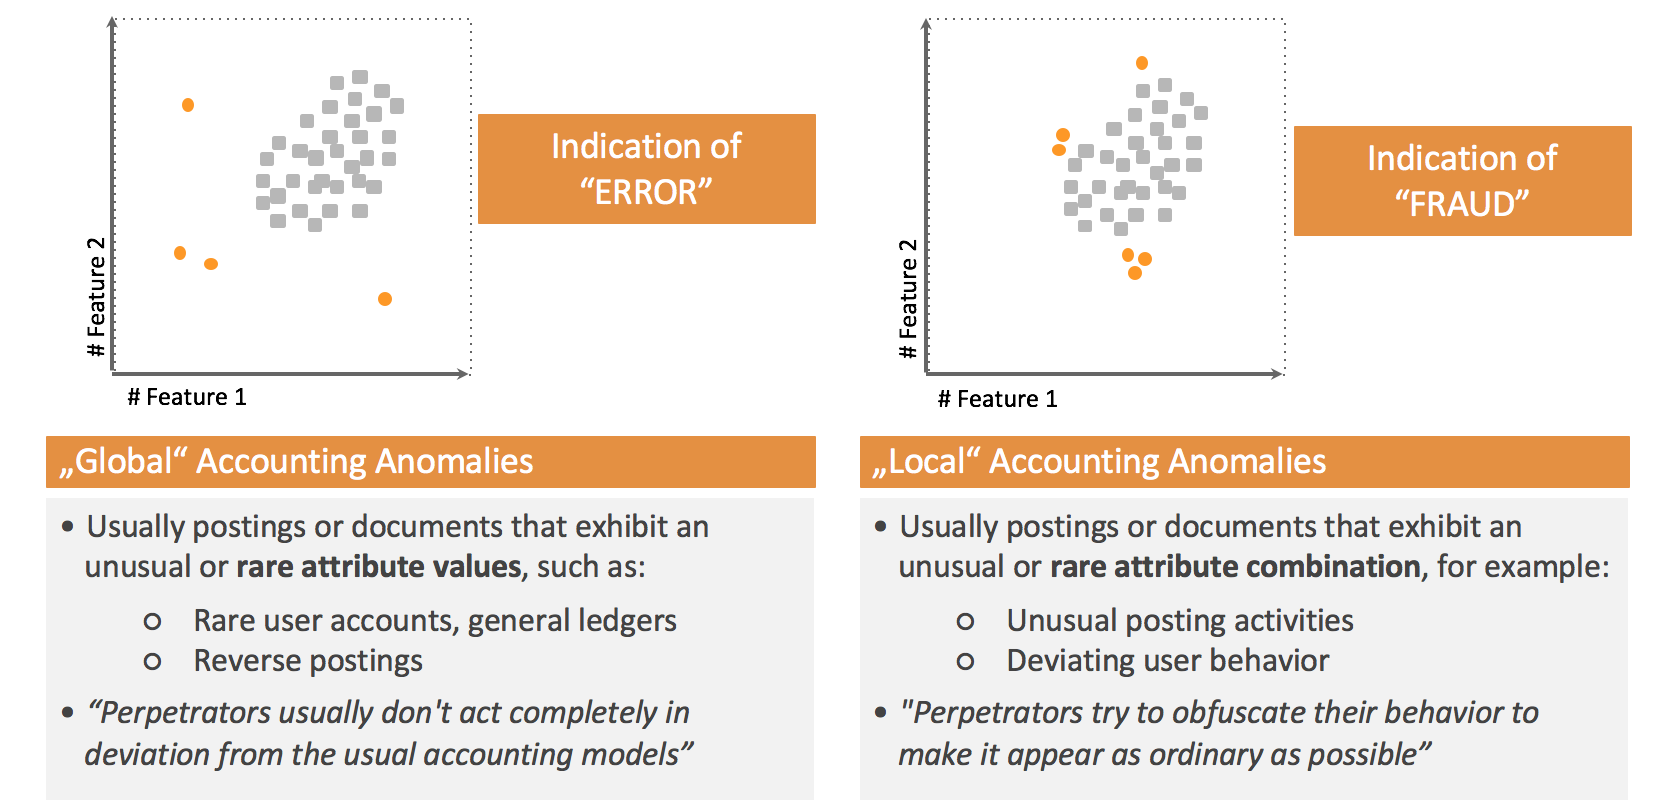 # Feature 2
# Feature 1
Indication of
“ERROR”
„Global“ Accounting Anomalies
• Usually postings or documents that exhibit an
unusual or rare attribute values, such as:
○ Rare user accounts, general ledgers
○ Reverse postings
• “Perpetrators usually don't act completely in
deviation from the usual accounting models”
# Feature 2
# Feature 1
Indication of
“FRAUD”
„Local“ Accounting Anomalies
• Usually postings or documents that exhibit an
unusual or rare attribute combination, for example:
○ Unusual posting activities
○ Deviating user behavior
• "Perpetrators try to obfuscate their behavior to
make it appear as ordinary as possible”